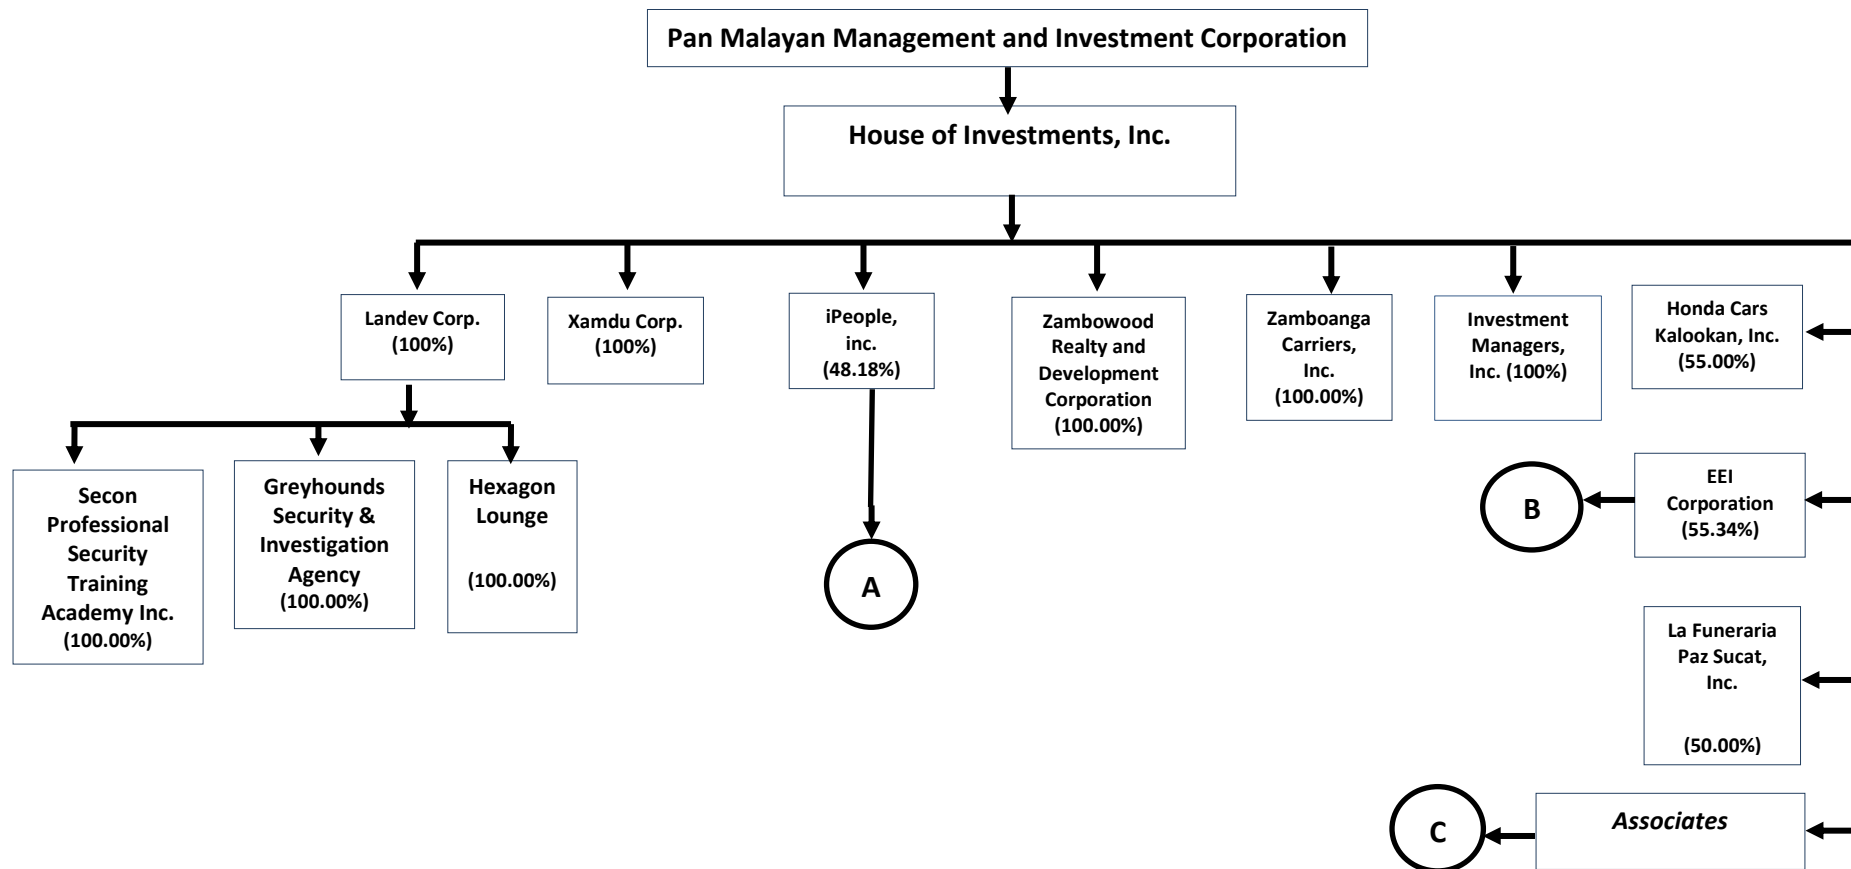 Pan Malayan Management and Investment Corporation
House of Investments, Inc.
Landev Corp.
(100%)
Xamdu Corp.
(100%)
iPeople,
inc.
(48.18%)
Zambowood
Realty and
Development
Corporation
(100.00%)
Zamboanga
Carriers,
Inc.
(100.00%)
Investment
Managers,
Inc. (100%)
Honda Cars
Kalookan, Inc.
(55.00%)
Secon
Professional
Security
Training
Academy Inc.
(100.00%)
Greyhounds
Security &
Investigation
Agency
(100.00%)
Hexagon
Lounge
(100.00%)
A
B
EEI
Corporation
(55.34%)
La Funeraria
Paz Sucat,
Inc.
(50.00%)
C
Associates